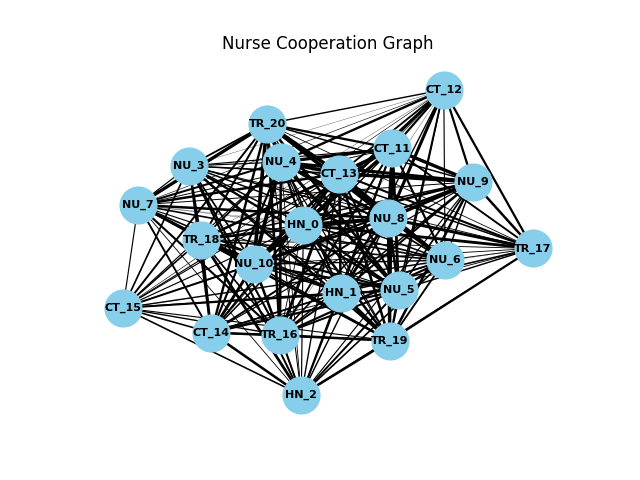 Nurse Cooperation Graph
CT_12
TR_20
CT_11
NU_4
NU_3
CT_13
NU_9
NU_7
NU_8
HN_0
TR_18
TR_17
NU_6
NU_10
NU_5
HN_1
CT_15
CT_14
TR_16
TR_19
HN_2